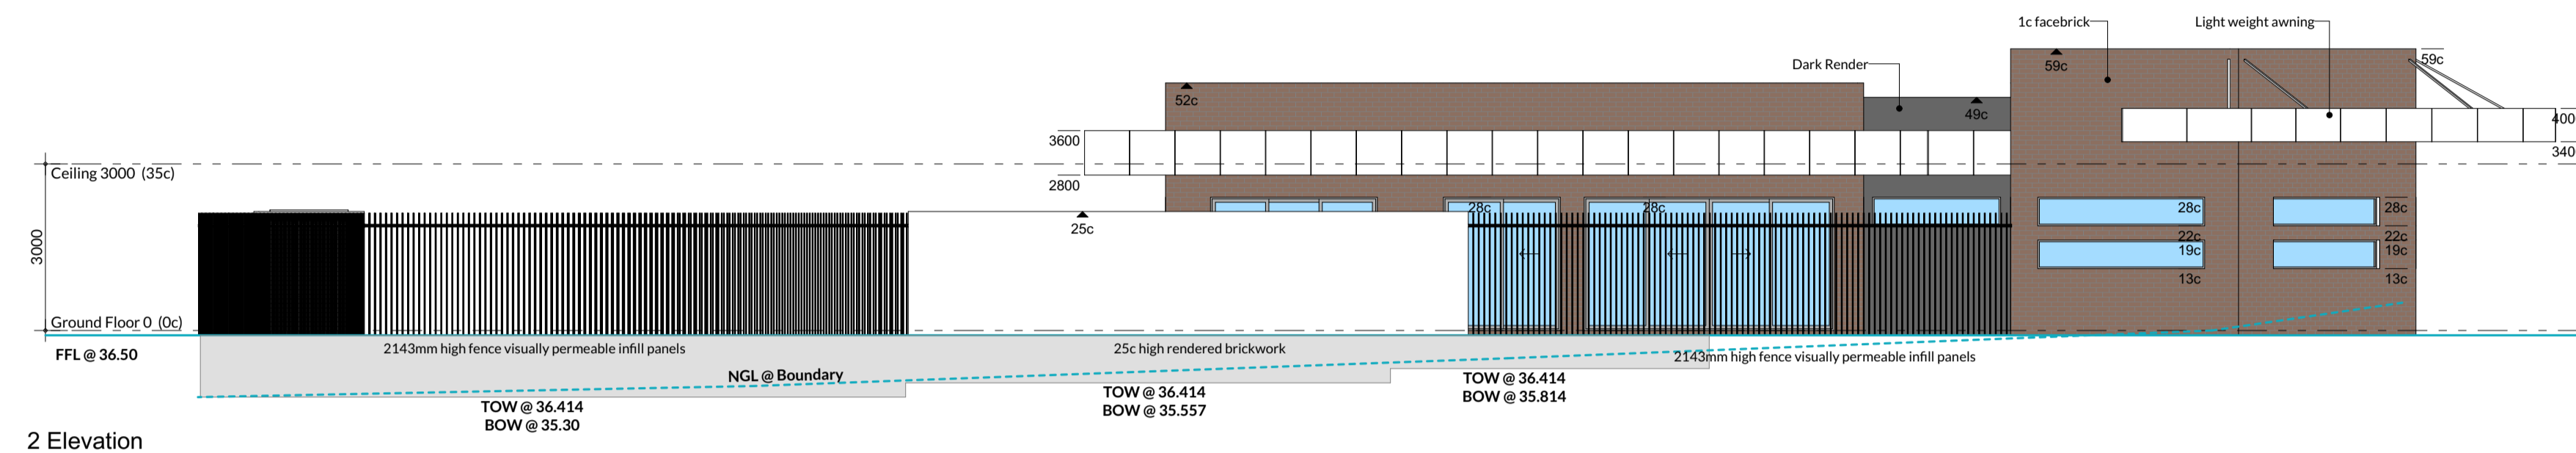 1c facebrick
Light weight awning
Dark Render
59c
59c
52c
49c
3600
400
340
Ceiling 3000 (35c)
2800
28c
28c
28c
28c
25c
22c
22c
19c
19c
13c
13c
3000
Ground Floor 0 (0c)
FFL @ 36.50
2143mm high fence visually permeable infill panels
25c high rendered brickwork
2143mm high fence visually permeable infill panels
NGL @ Boundary
TOW @ 36.414
BOW @ 35.30
TOW @ 36.414
BOW @ 35.557
TOW @ 36.414
BOW @ 35.814
2 Elevation